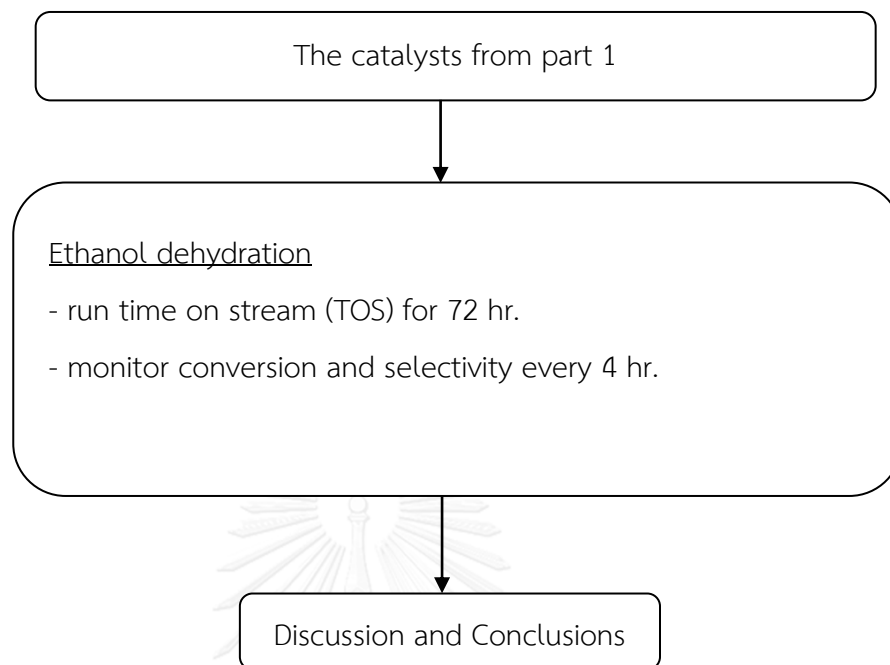 The catalysts from part 1
Ethanol dehydration
- run time on stream (TOS) for 72 hr.
- monitor conversion and selectivity every 4 hr.
Discussion and Conclusions